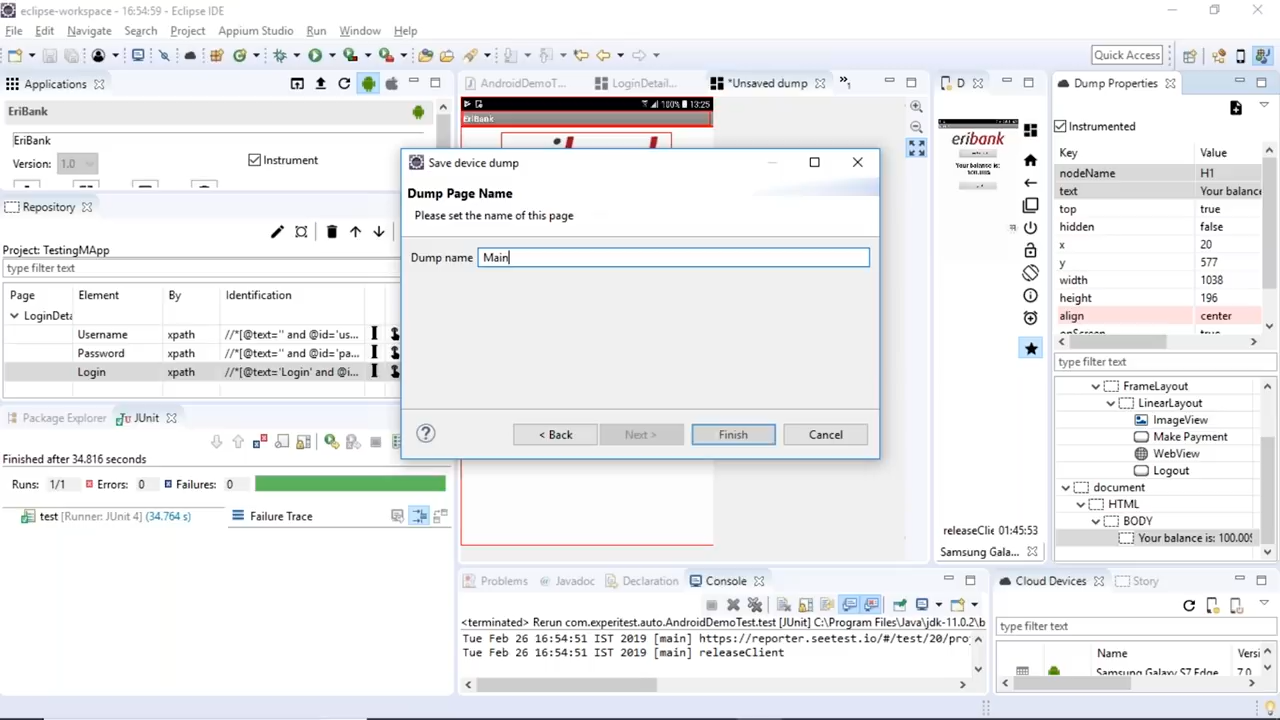 eclipse-workspace - 16:54:59 - Eclipse IDE
File Edit Navigate Search Project Appium Studio Run Window Help
Quick Access
Applications
EriBank
EriBank
Version: 1.0
Instrument
Repository
Project: TestingMApp
type filter text
Page Element By Identification
LoginDeta
Username xpath //*[@text='' and @id='us...
Password xpath //*[@text='' and @id='pa...
Login xpath //*[@text='Login' and @i...
Package Explorer JUnit
Finished after 34.816 seconds
Runs: 1/1 Errors: 0 Failures: 0
test [Runner: JUnit 4] (34.764 s)
Failure Trace
AndroidDemoT... LoginDetail... *Unsaved dump
100% 13:25
EriBank
Save device dump
Dump Page Name
Please set the name of this page
Dump name Main
< Back Next > Finish Cancel
D
eribank
Your balance is:
releaseClie 01:45:53
Samsung Gala...
Dump Properties
Instrumented
Key Value
nodeName H1
text Your balance
top true
hidden false
x 20
y 577
width 1038
height 196
align center
onScreen true
type filter text
FrameLayout
LinearLayout
ImageView
Make Payment
WebView
Logout
document
HTML
BODY
Your balance is: 100.00$
Problems Javadoc Declaration Console
<terminated> Rerun com.experitest.auto.AndroidDemoTest.test [JUnit] C:\Program Files\Java\jdk-11.0.2\b
Tue Feb 26 16:54:51 IST 2019 [main] https://reporter.seetest.io/#/test/20/pro
Tue Feb 26 16:54:51 IST 2019 [main] releaseClient
Cloud Devices Story
type filter text
Name Versi
Samsung Galaxy S7 Edge 7.0